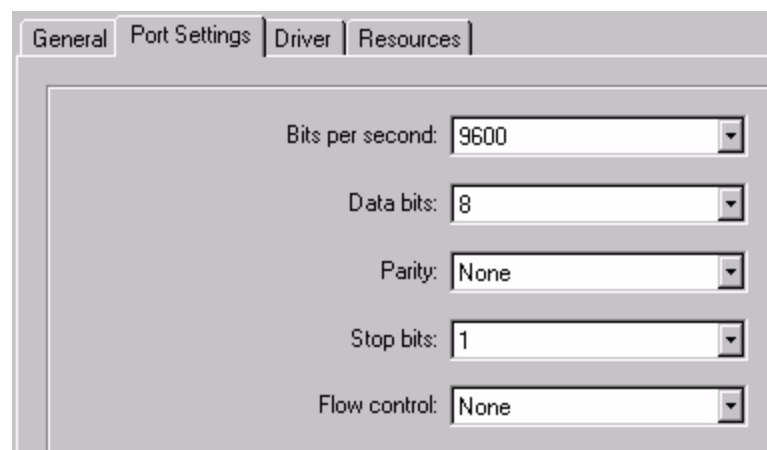 General Port Settings Driver Resources
Bits per second: 9600
Data bits: 8
Parity: None
Stop bits: 1
Flow control: None